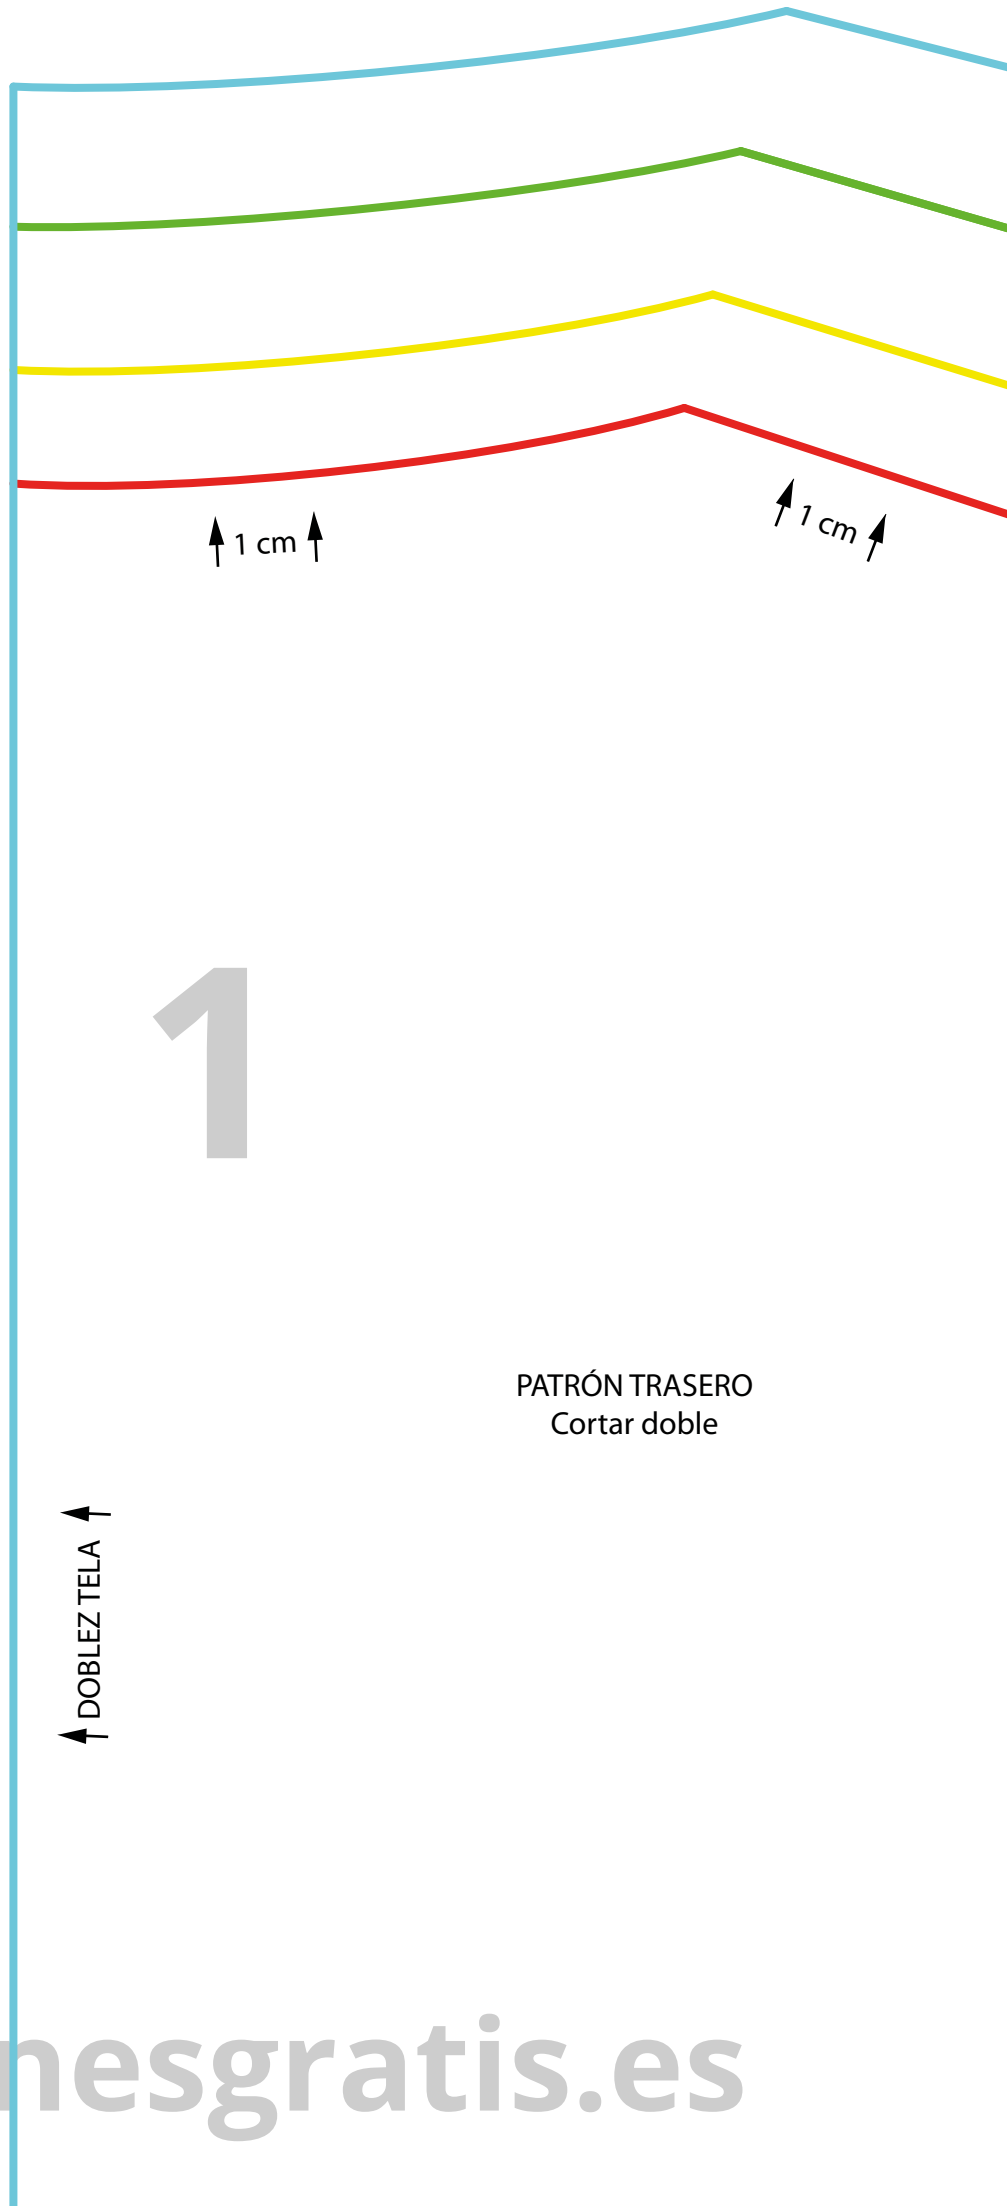 1 cm
1 cm
1
PATRÓN TRASERO
Cortar doble
DOBLEZ TELA
nesgratis.es